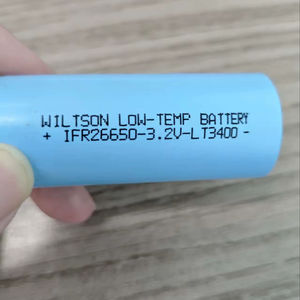 WILTSON LOW-TEMP BATTERY
+ IFR26650-3.2V-LT3400 -